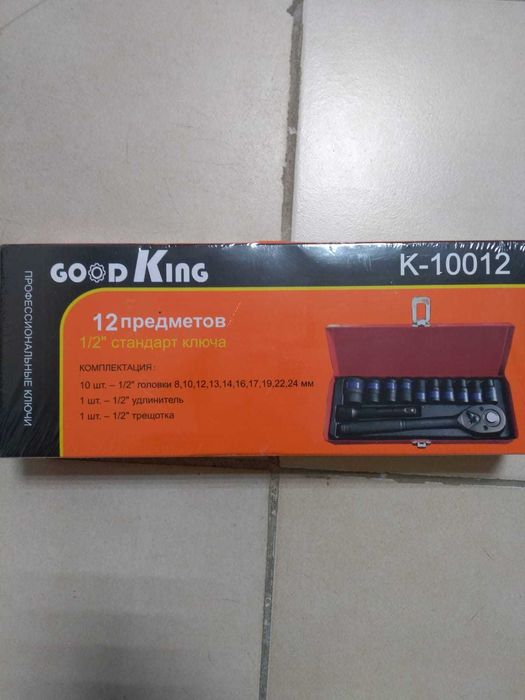 GOOD KING
K-10012
ПРОФЕССИОНАЛЬНЫЕ КЛЮЧИ
12 предметов
1/2" стандарт ключа
КОМПЛЕКТАЦИЯ:
10 шт. – 1/2" головки 8,10,12,13,14,16,17,19,22,24 мм
1 шт. – 1/2" удлинитель
1 шт. – 1/2" трещотка